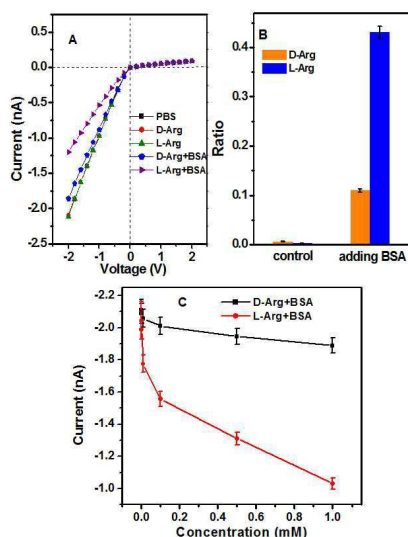 A
0.0
-0.5
-1.0
-1.5
-2.0
-2.5
-2
-1
0
1
2
Current (nA)
Voltage (V)
PBS
D-Arg
L-Arg
D-Arg+BSA
L-Arg+BSA
B
D-Arg
L-Arg
0.4
0.3
0.2
0.1
0.0
Ratio
control
adding BSA
C
D-Arg+BSA
L-Arg+BSA
-2.2
-2.0
-1.8
-1.6
-1.4
-1.2
-1.0
Current (nA)
0.0
0.2
0.4
0.6
0.8
1.0
Concentration (mM)